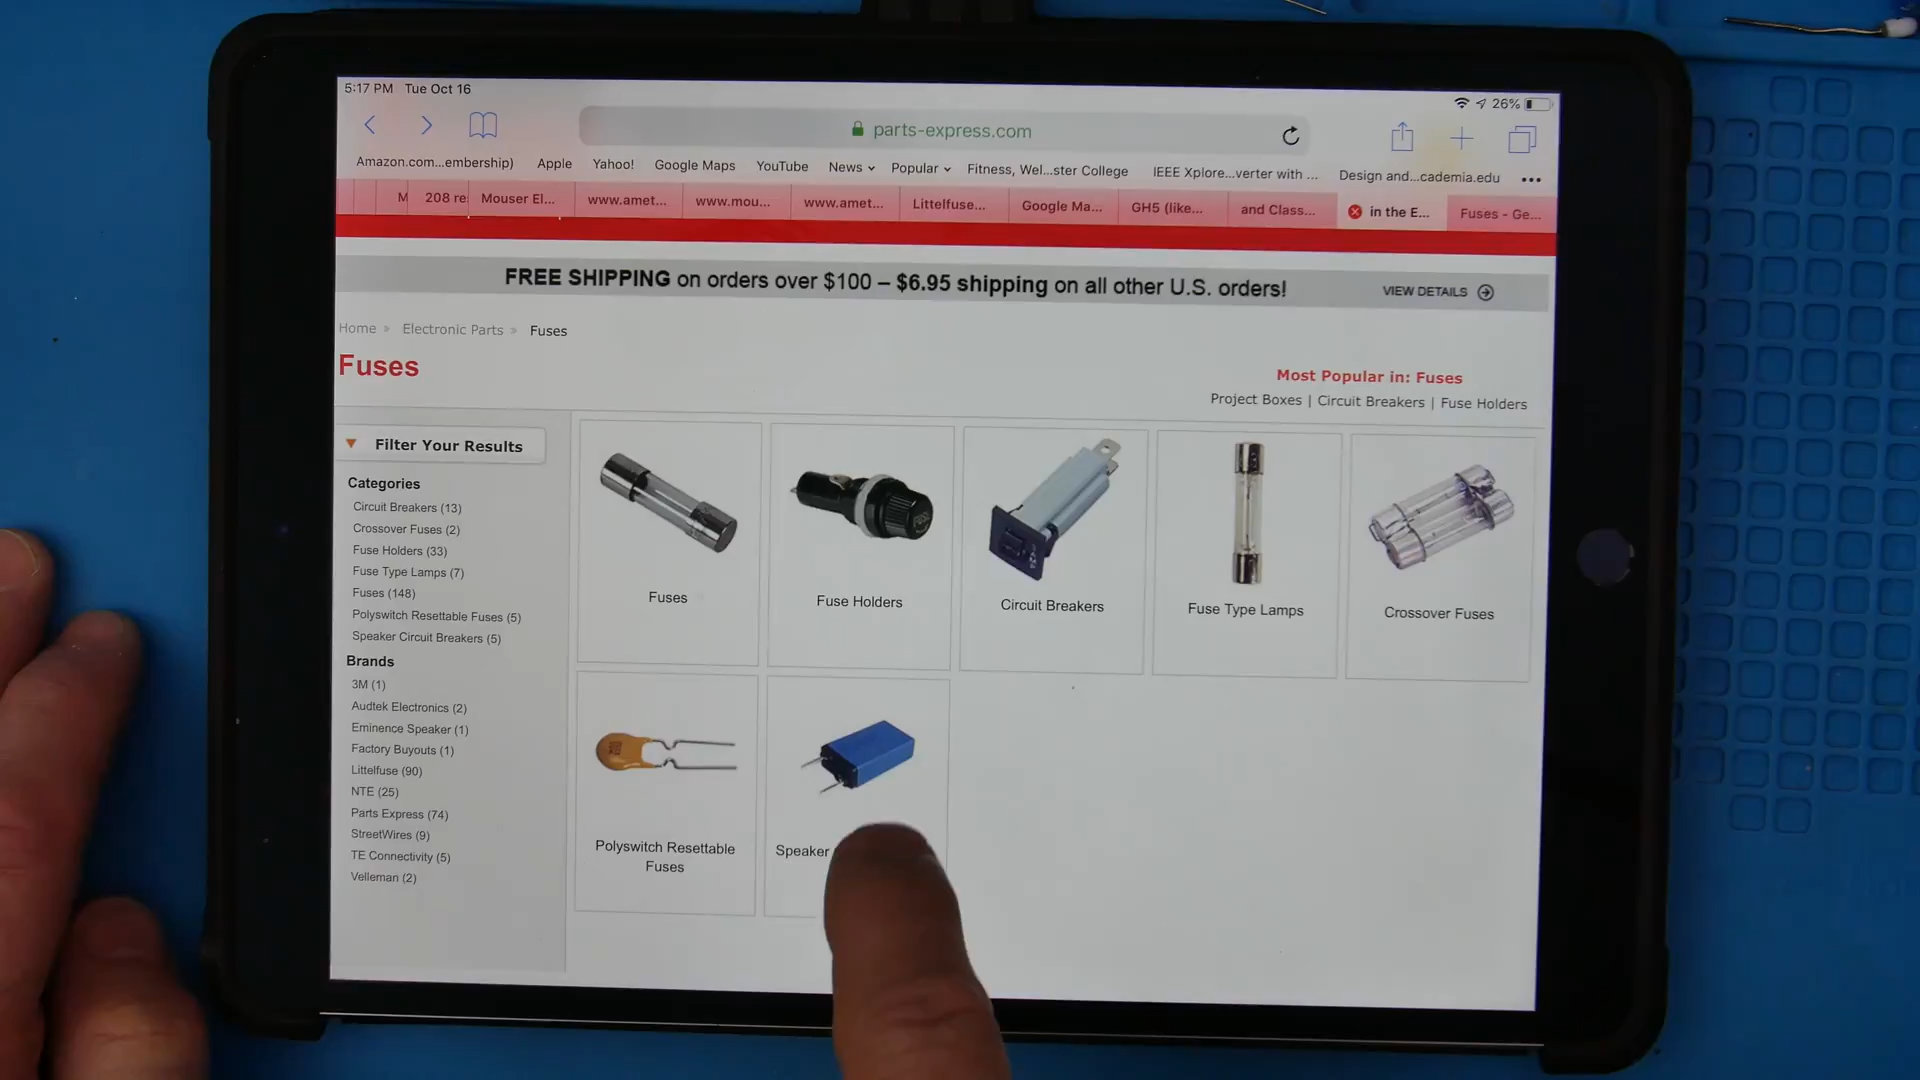 5:17 PM Tue Oct 16
26%
parts-express.com
Amazon.com...embership) Apple Yahoo! Google Maps YouTube News Popular Fitness, Wel...ster College IEEE Xplore...verter with ... Design and...cademia.edu
M 208 re Mouser El... www.amet... www.mou... www.amet... Littelfuse... Google Ma... GH5 (like... and Class... in the E... Fuses - Ge...
FREE SHIPPING on orders over $100 – $6.95 shipping on all other U.S. orders! VIEW DETAILS
Home » Electronic Parts » Fuses
Fuses
Most Popular in: Fuses
Project Boxes | Circuit Breakers | Fuse Holders
Filter Your Results
Categories
Circuit Breakers (13)
Crossover Fuses (2)
Fuse Holders (33)
Fuse Type Lamps (7)
Fuses (148)
Polyswitch Resettable Fuses (5)
Speaker Circuit Breakers (5)
Brands
3M (1)
Audtek Electronics (2)
Eminence Speaker (1)
Factory Buyouts (1)
Littelfuse (90)
NTE (25)
Parts Express (74)
StreetWires (9)
TE Connectivity (5)
Velleman (2)
Fuses
Fuse Holders
Circuit Breakers
Fuse Type Lamps
Crossover Fuses
Polyswitch Resettable
Fuses
Speaker